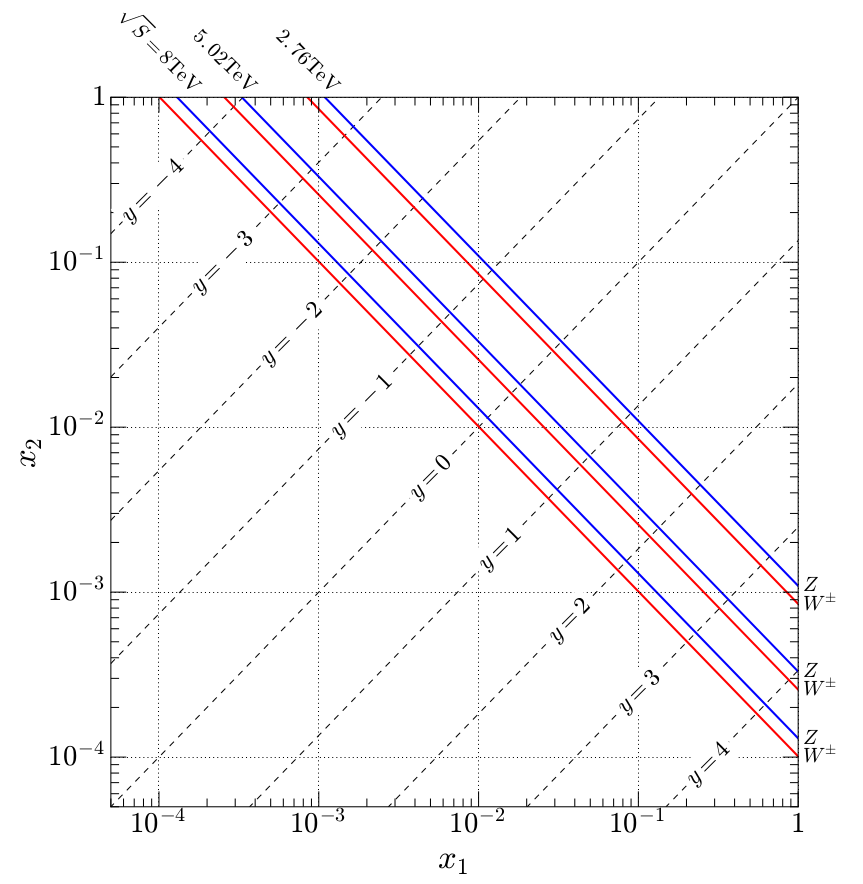 √S = 8TeV
5.02TeV
2.76TeV
1
10⁻¹
10⁻²
10⁻³
10⁻⁴
x₂
y = −4
y = −3
y = −2
y = −1
y = 0
y = 1
y = 2
y = 3
y = 4
Z
W±
Z
W±
Z
W±
10⁻⁴
10⁻³
10⁻²
10⁻¹
1
x₁